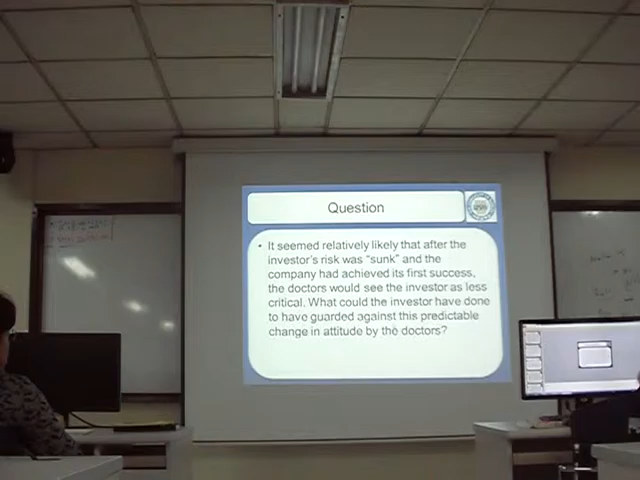 Question
• It seemed relatively likely that after the
investor's risk was "sunk" and the
company had achieved its first success,
the doctors would see the investor as less
critical. What could the investor have done
to have guarded against this predictable
change in attitude by the doctors?